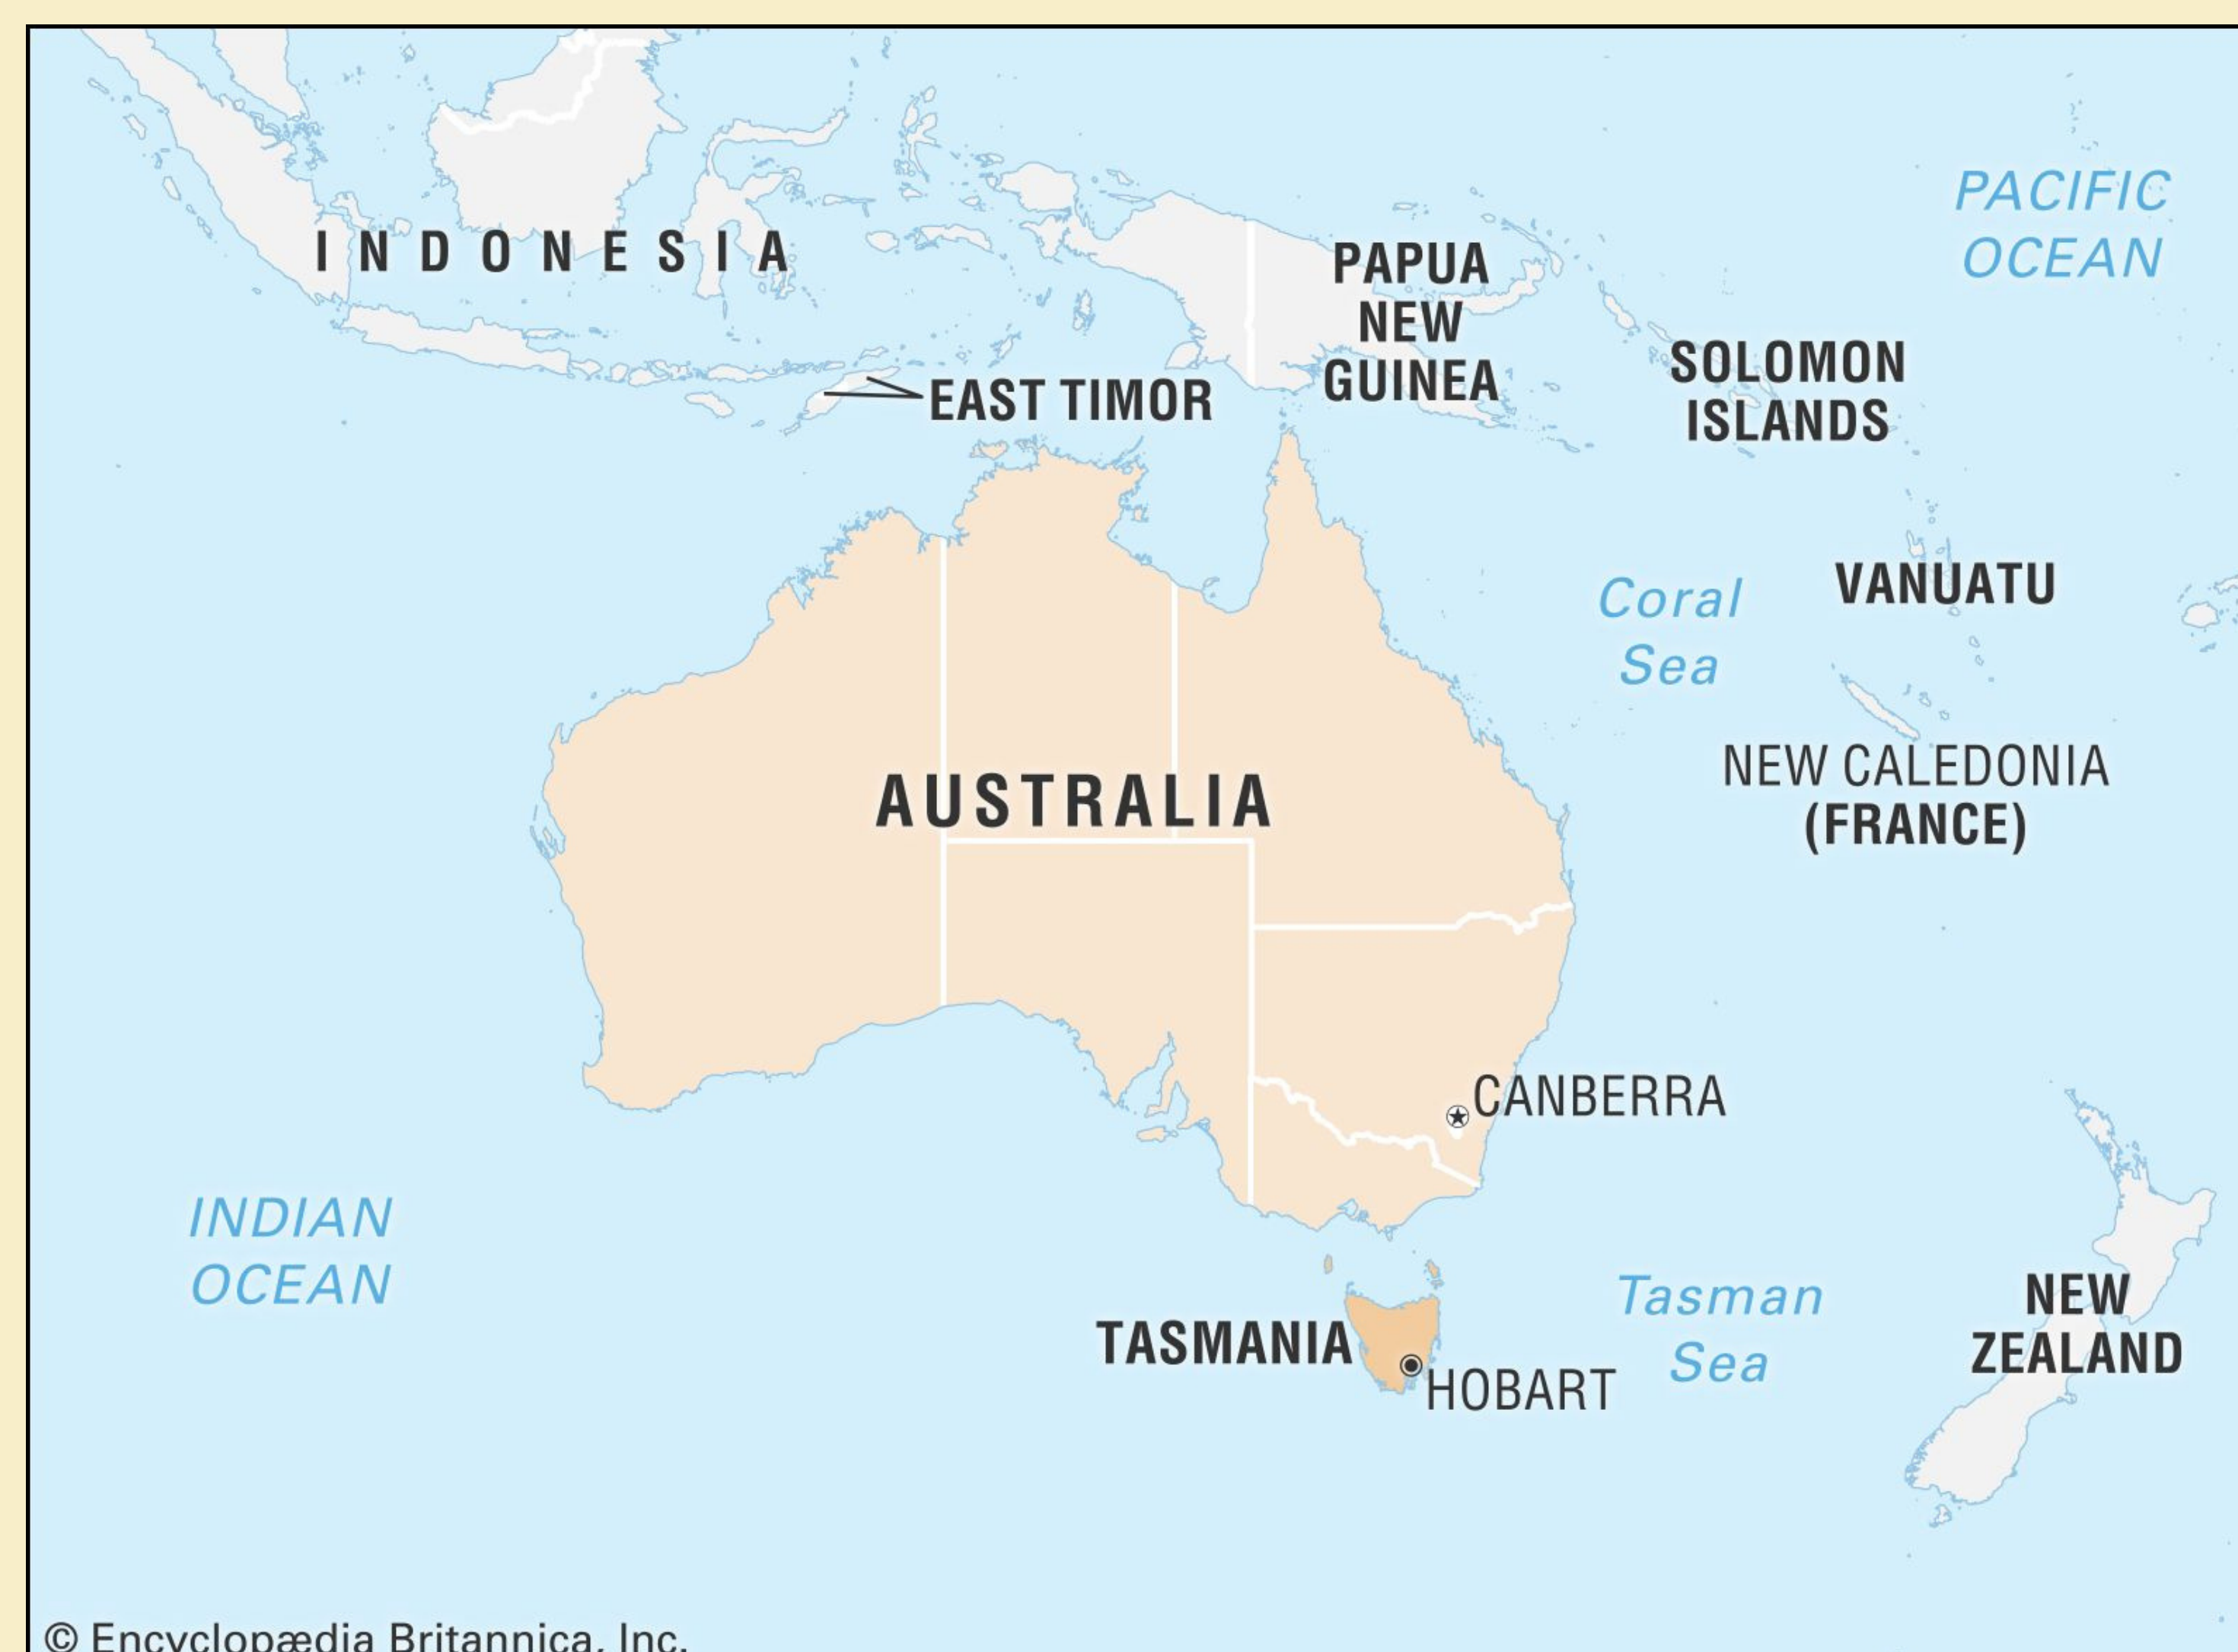 PACIFIC
OCEAN
INDONESIA
PAPUA
NEW
GUINEA
SOLOMON
ISLANDS
EAST TIMOR
VANUATU
Coral
Sea
NEW CALEDONIA
(FRANCE)
AUSTRALIA
CANBERRA
INDIAN
OCEAN
TASMANIA
HOBART
Tasman
Sea
NEW
ZEALAND
© Encyclopædia Britannica, Inc.